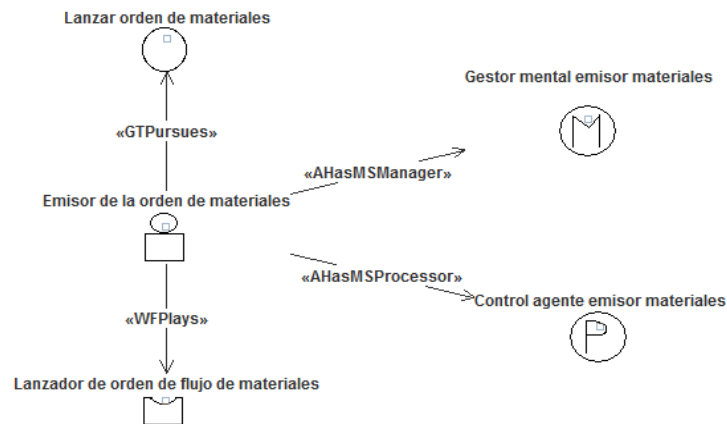 Lanzar orden de materiales
Gestor mental emisor materiales
M
«GTPursues»
«AHasMSManager»
Emisor de la orden de materiales
«AHasMSProcessor»
Control agente emisor materiales
«WFPlays»
P
Lanzador de orden de flujo de materiales